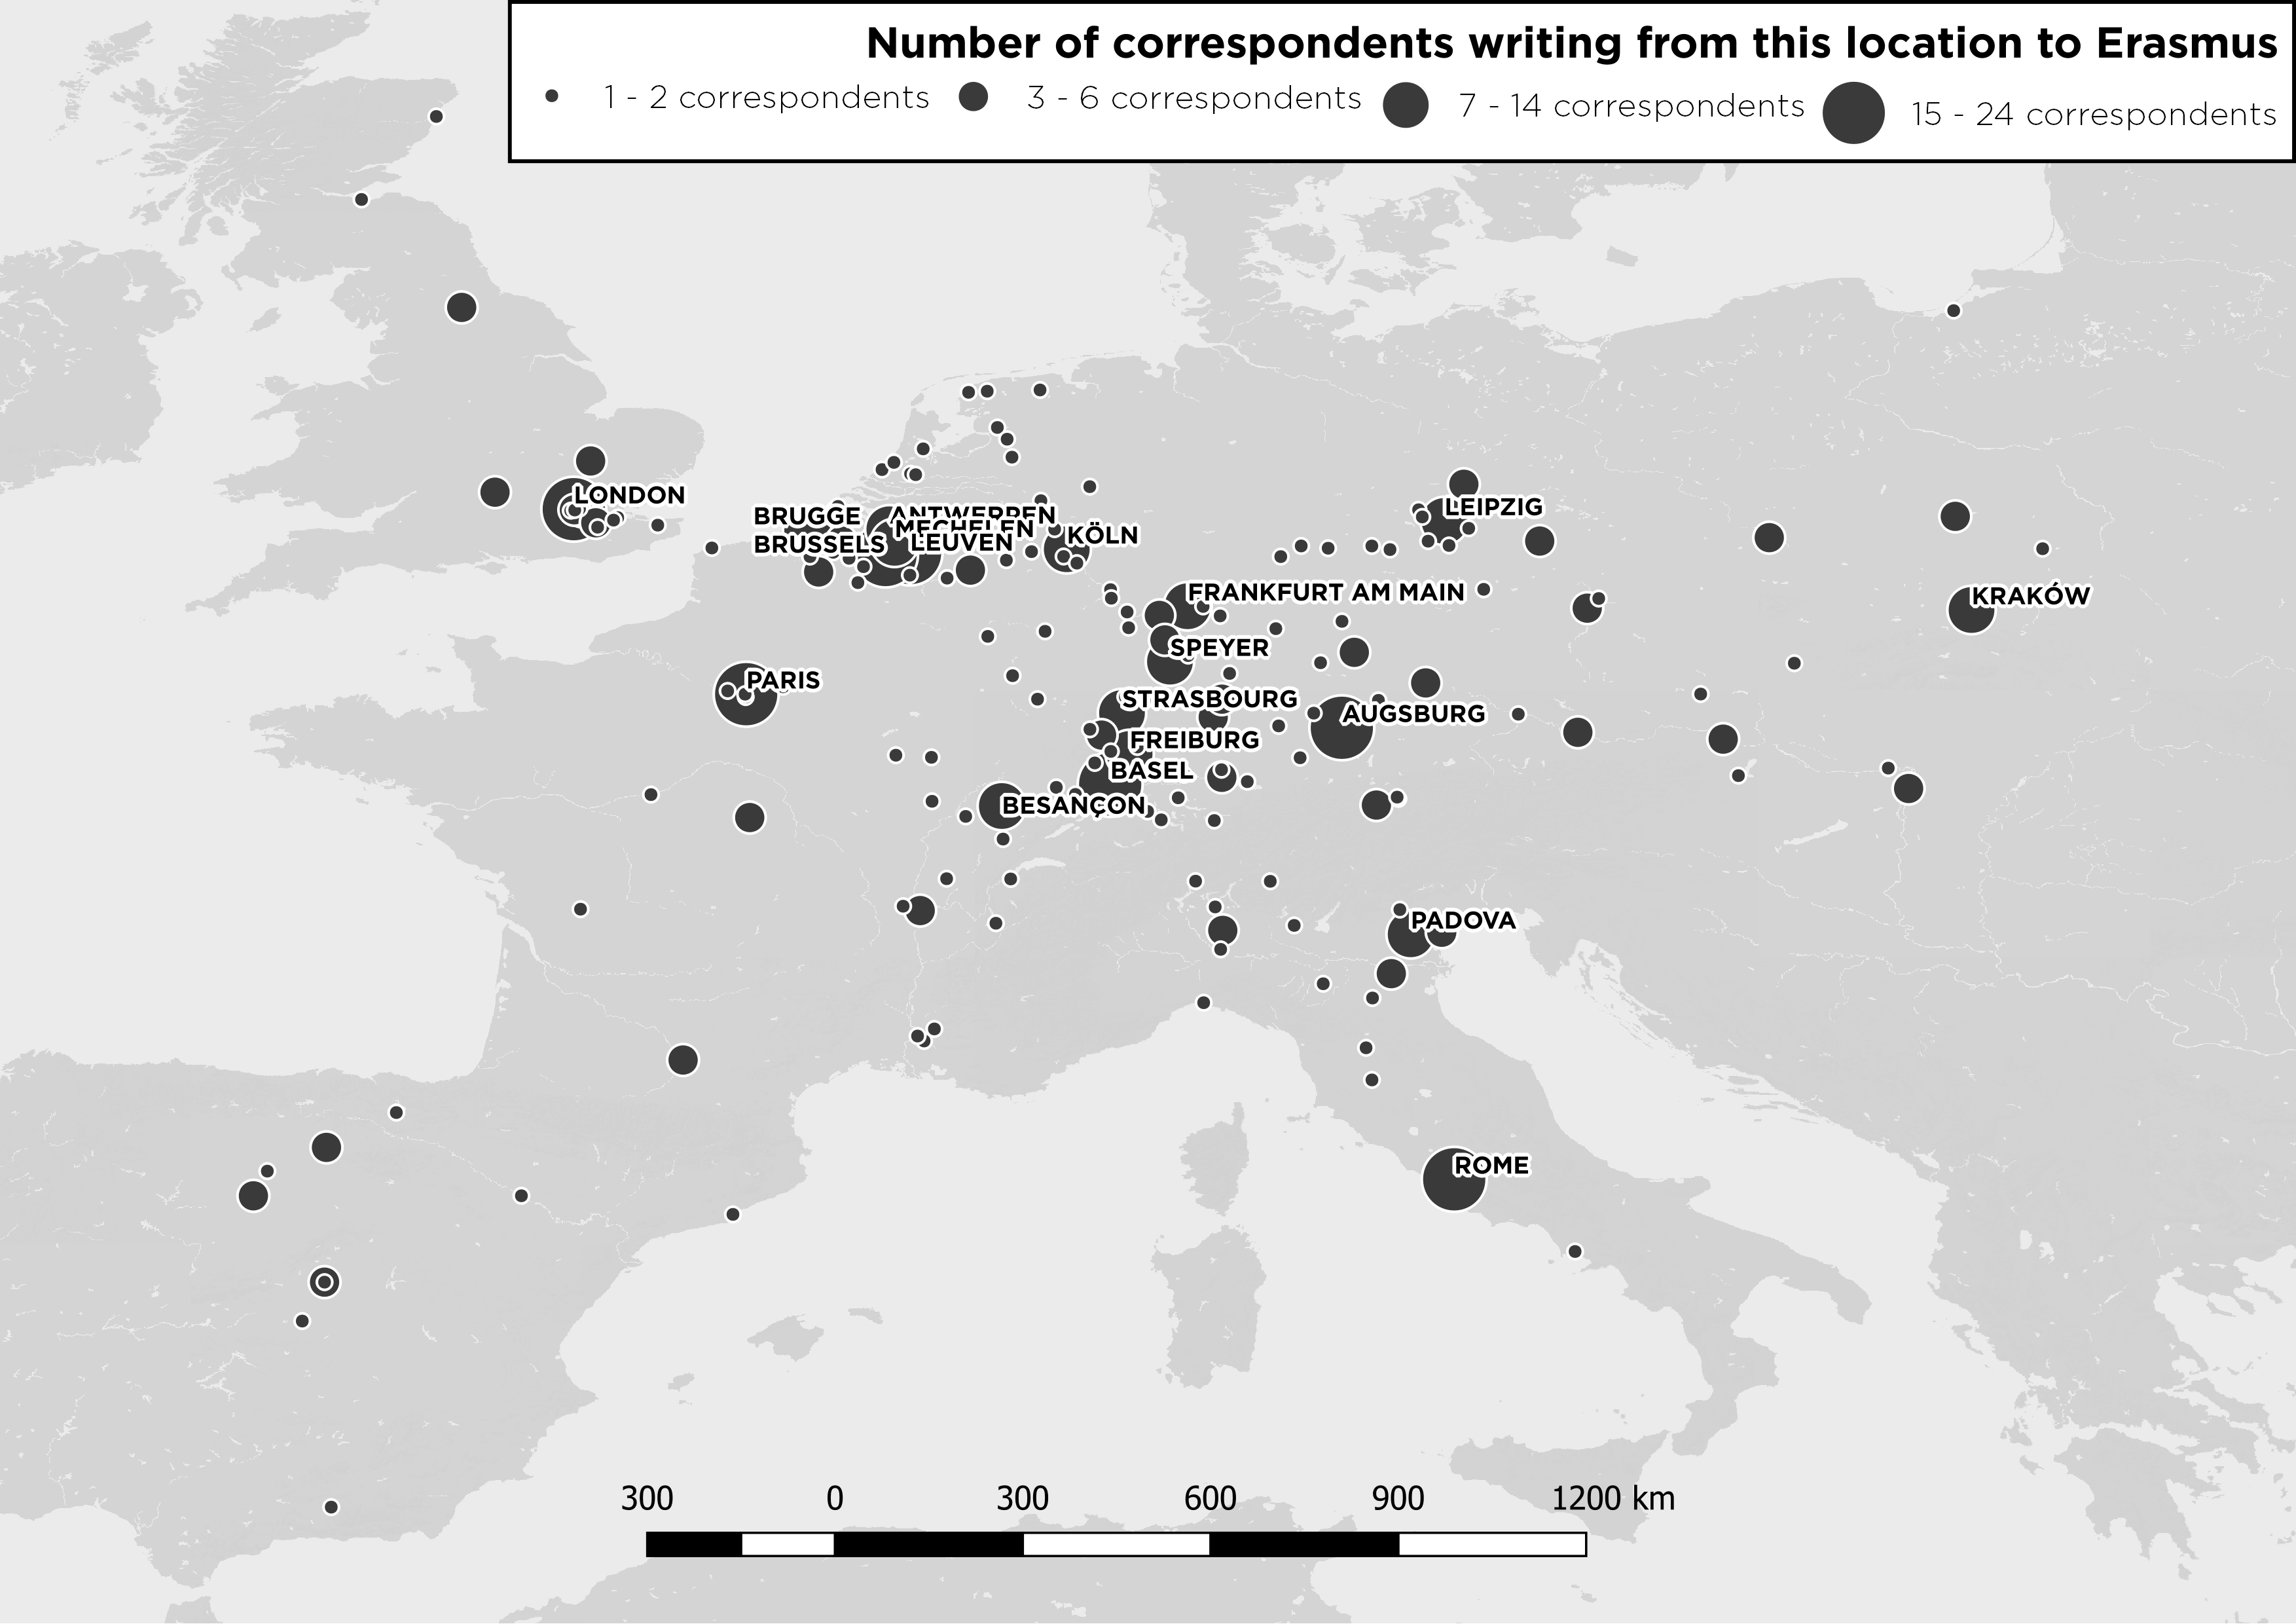 Number of correspondents writing from this location to Erasmus
1 - 2 correspondents 3 - 6 correspondents 7 - 14 correspondents 15 - 24 correspondents
LONDON
BRUGGE
ANTWERPEN
MECHELEN
BRUSSELS
LEUVEN
KÖLN
LEIPZIG
FRANKFURT AM MAIN
KRAKÓW
SPEYER
PARIS
STRASBOURG
AUGSBURG
FREIBURG
BASEL
BESANÇON
PADOVA
ROME
300 0 300 600 900 1200 km